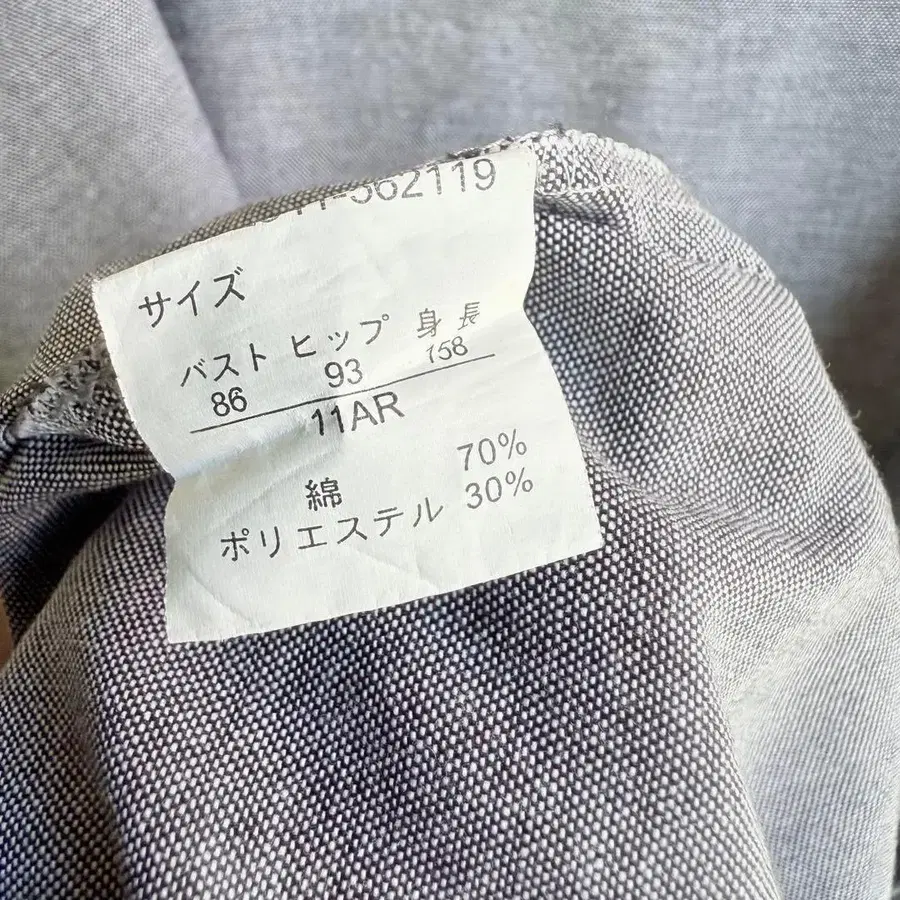 -562119
サイズ
バスト ヒップ 身長
86 93 158
11AR
綿 70%
ポリエステル 30%